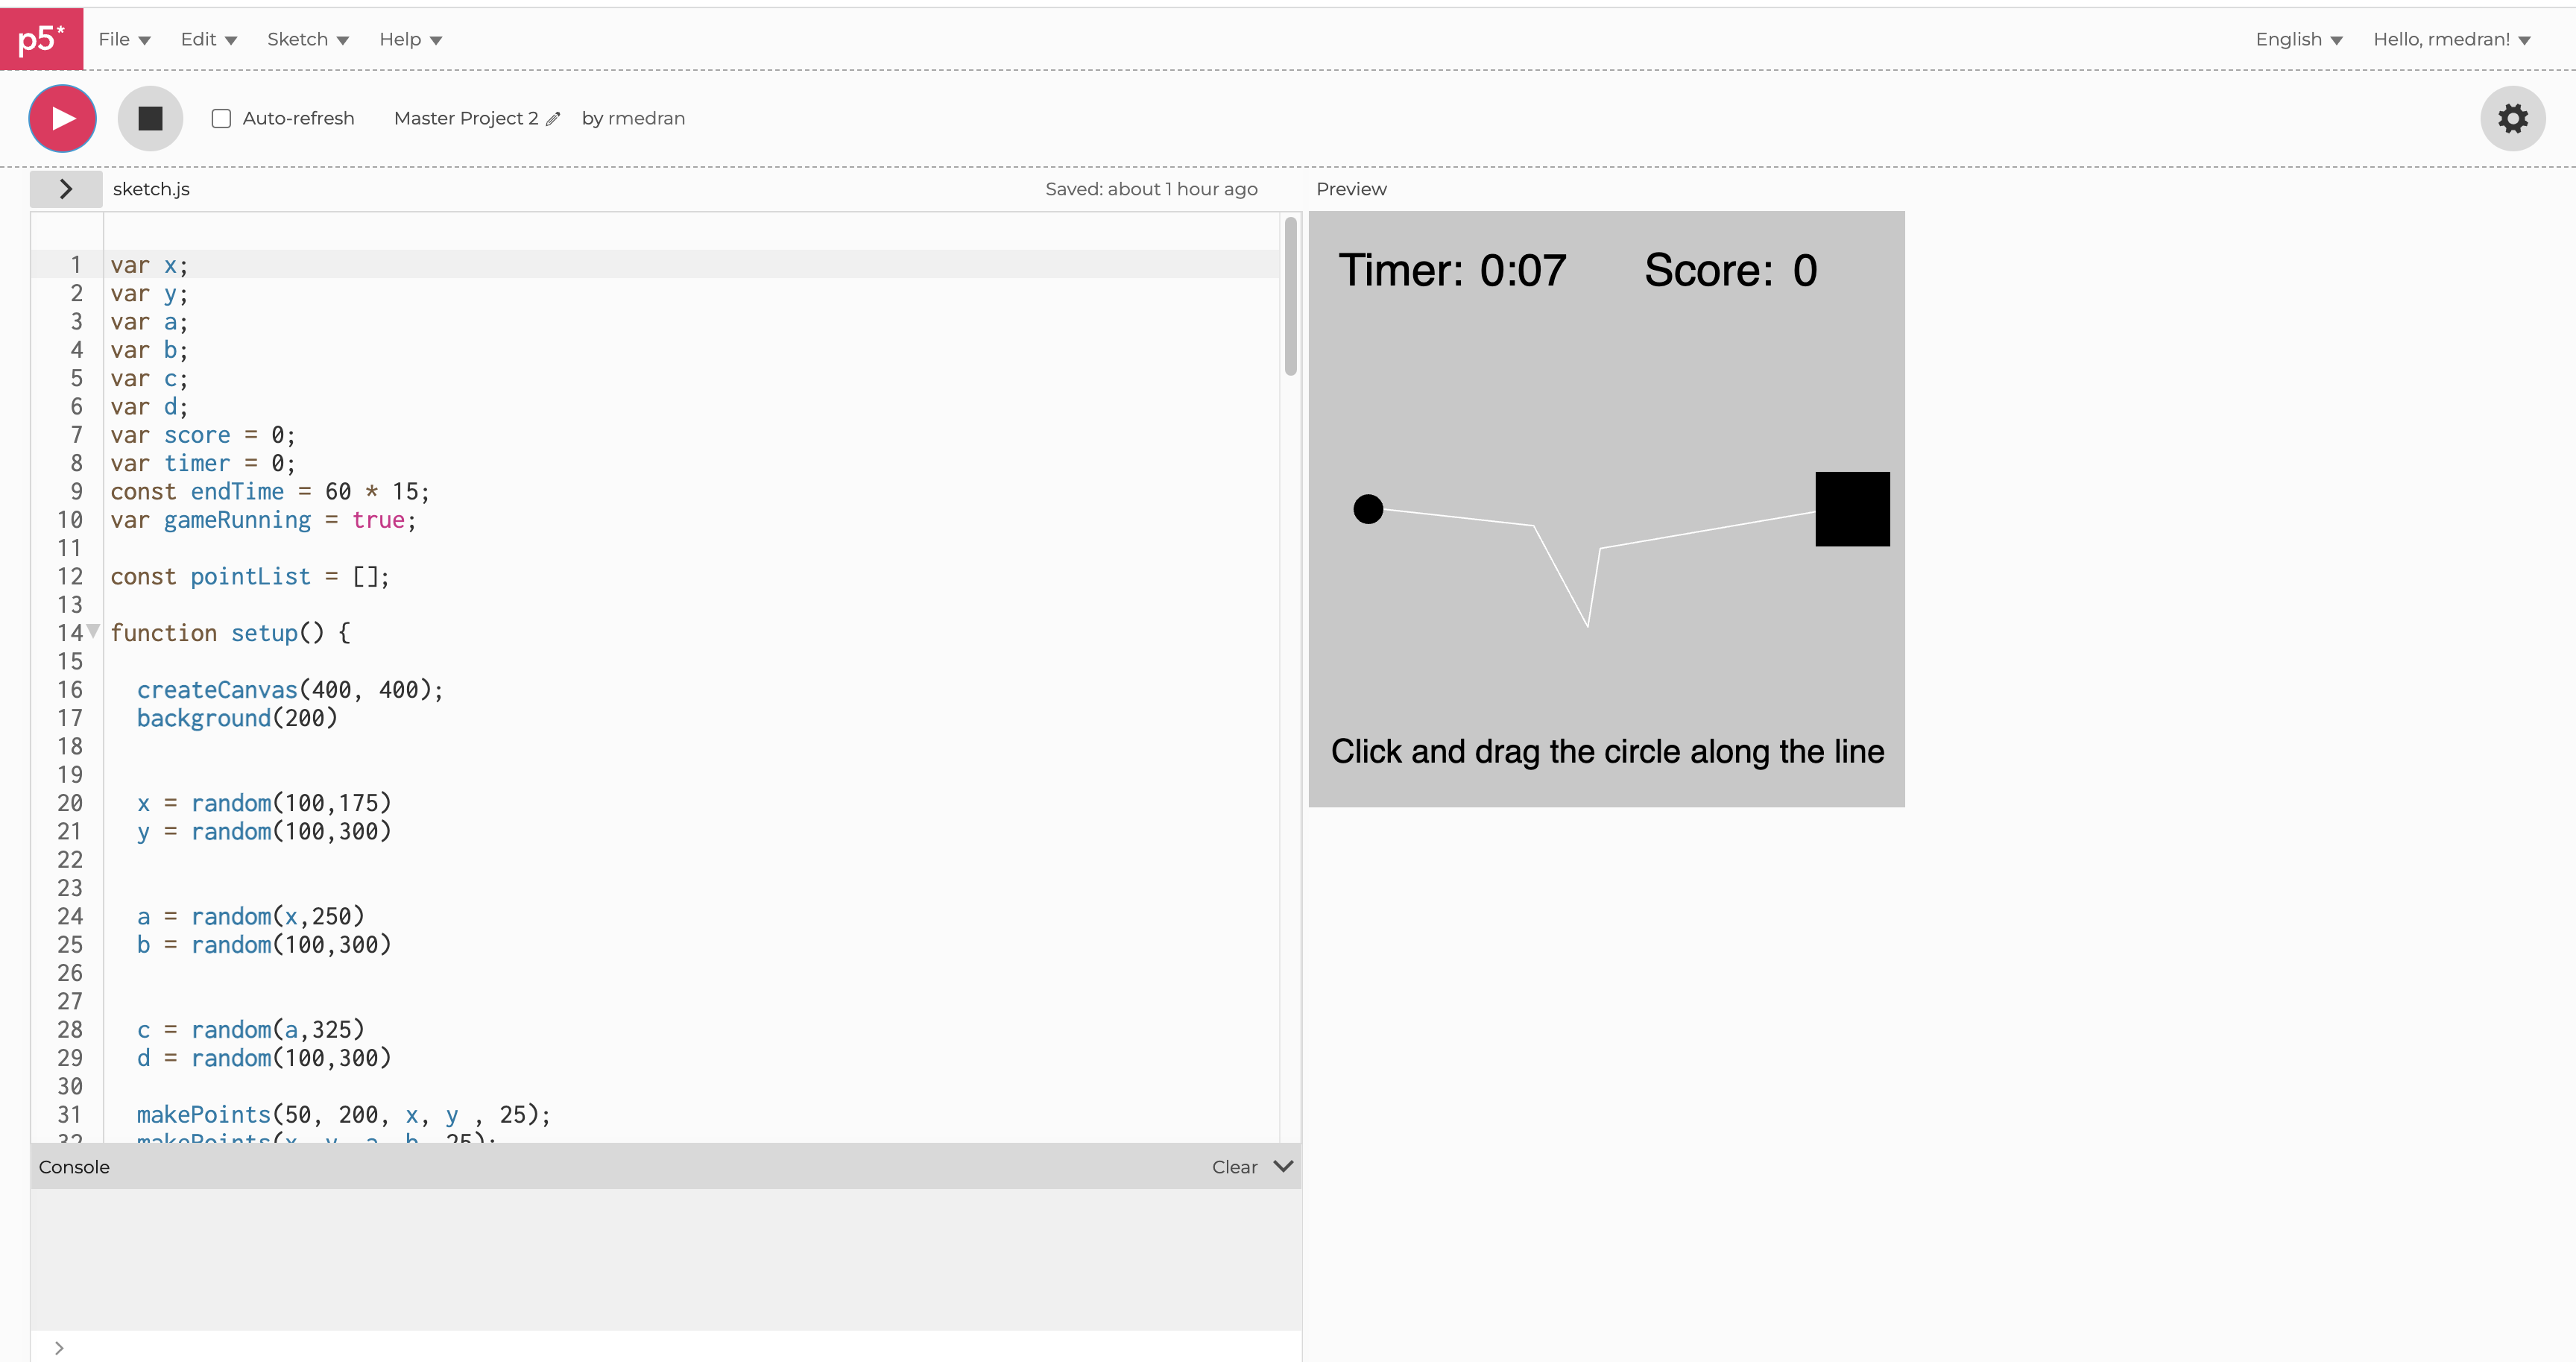 p5* File Edit Sketch Help English Hello, rmedran!
Auto-refresh Master Project 2 by rmedran
sketch.js Saved: about 1 hour ago Preview
1 var x;
2 var y;
3 var a;
4 var b;
5 var c;
6 var d;
7 var score = 0;
8 var timer = 0;
9 const endTime = 60 * 15;
10 var gameRunning = true;
11
12 const pointList = [];
13
14 function setup() {
15
16 createCanvas(400, 400);
17 background(200)
18
19
20 x = random(100,175)
21 y = random(100,300)
22
23
24 a = random(x,250)
25 b = random(100,300)
26
27
28 c = random(a,325)
29 d = random(100,300)
30
31 makePoints(50, 200, x, y , 25);
32 makePoints(x, y, a, b, 25);
Timer: 0:07 Score: 0
Click and drag the circle along the line
Console Clear
>